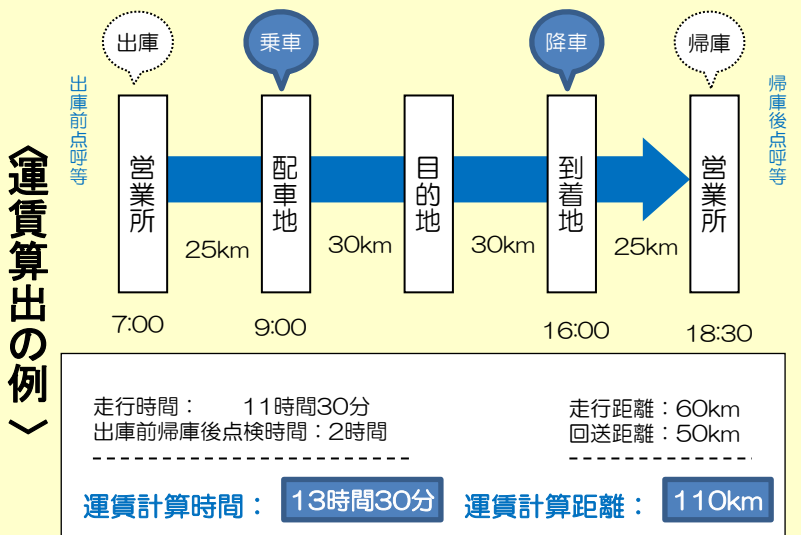 〈運賃算出の例〉
出庫
乗車
降車
帰庫
出庫前点呼等
帰庫後点呼等
営業所
配車地
目的地
到着地
営業所
25km
30km
30km
25km
7:00
9:00
16:00
18:30
走行時間： 11時間30分
出庫前帰庫後点検時間：2時間
走行距離：60km
回送距離：50km
運賃計算時間： 13時間30分
運賃計算距離： 110km